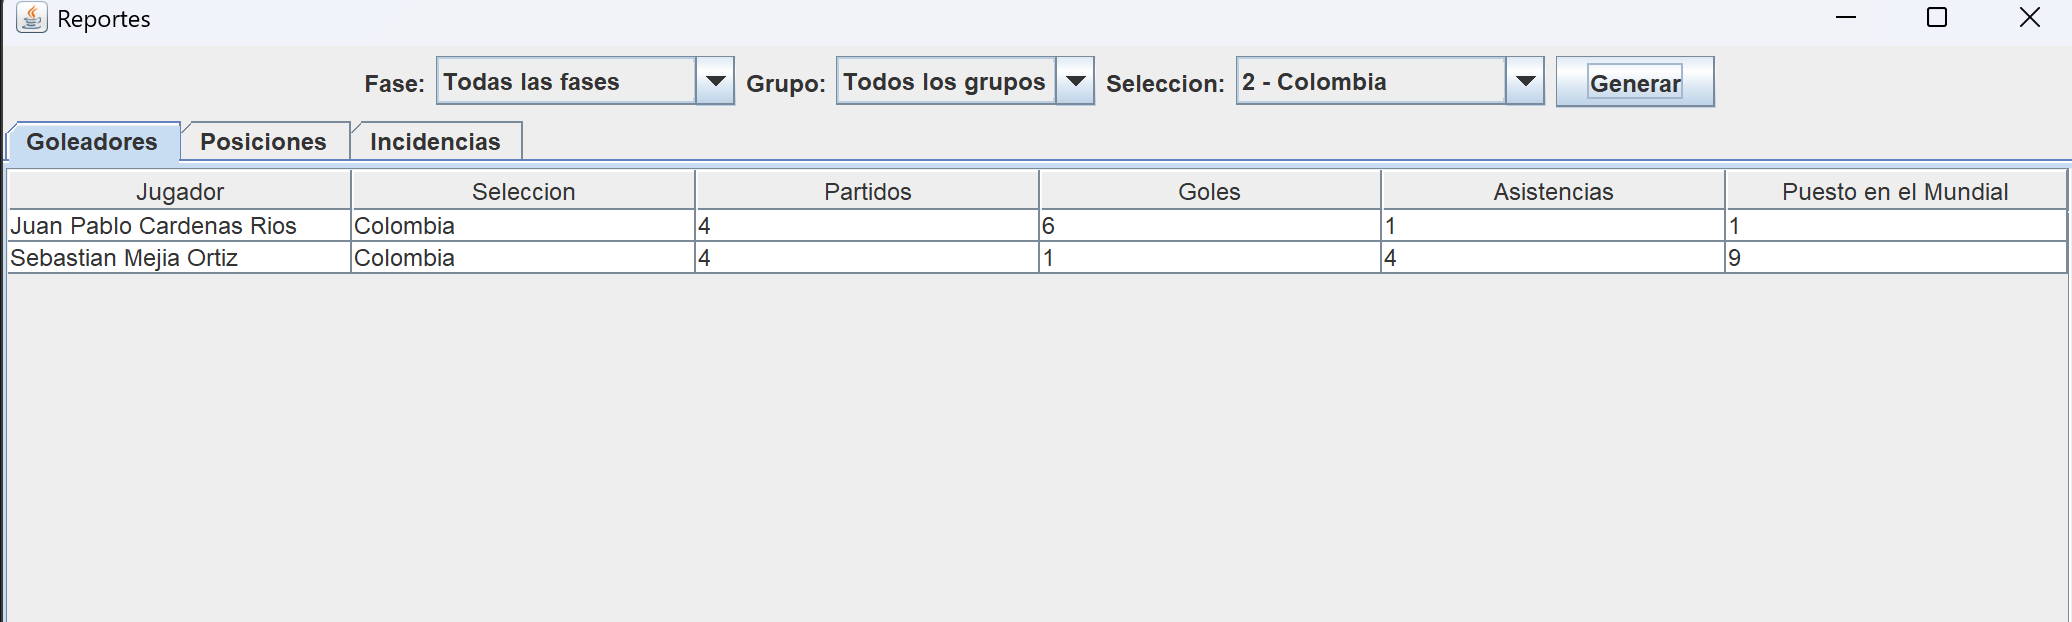 Reportes
Fase: Todas las fases Grupo: Todos los grupos Seleccion: 2 - Colombia Generar
Goleadores Posiciones Incidencias
Jugador Seleccion Partidos Goles Asistencias Puesto en el Mundial
Juan Pablo Cardenas Rios Colombia 4 6 1 1
Sebastian Mejia Ortiz Colombia 4 1 4 9